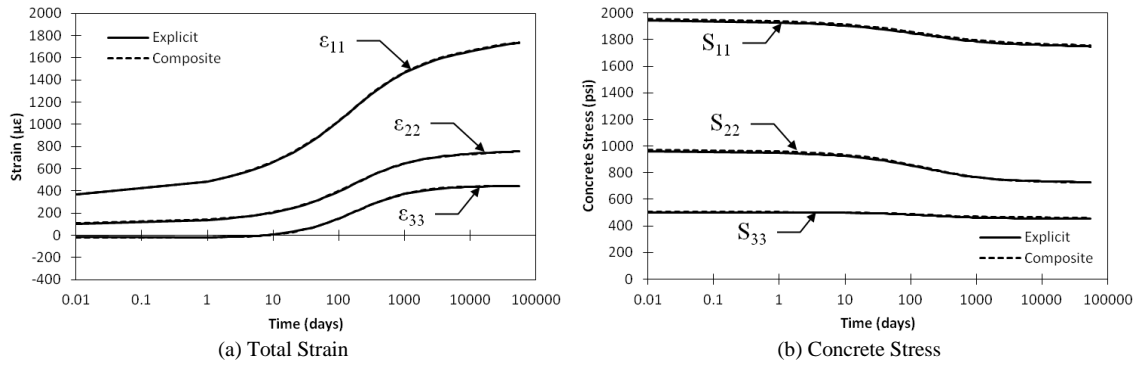 2000
1800
1600
1400
1200
1000
800
600
400
200
0
-200
-400
Strain (µε)
Explicit
Composite
ε11
ε22
ε33
0.01 0.1 1 10 100 1000 10000 100000
Time (days)
(a) Total Strain
2000
1800
1600
1400
1200
1000
800
600
400
200
0
Concrete Stress (psi)
S11
S22
S33
Explicit
Composite
0.01 0.1 1 10 100 1000 10000 100000
Time (days)
(b) Concrete Stress